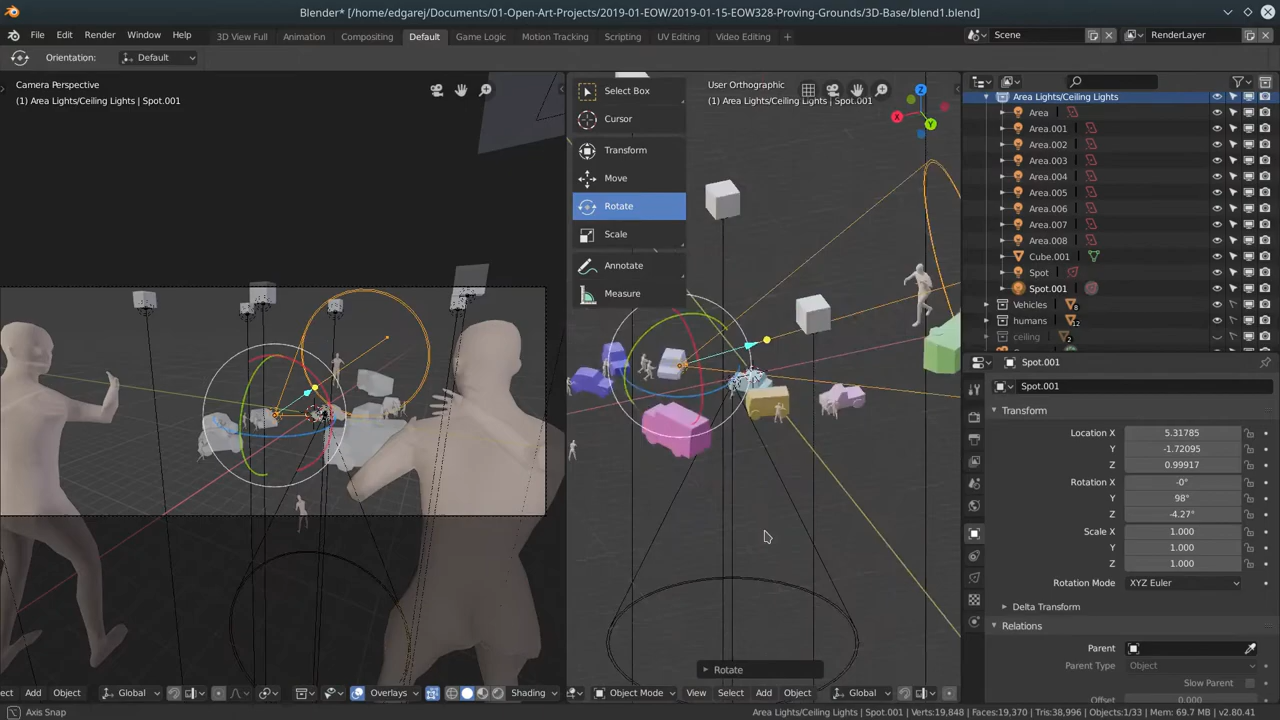 Blender* [/home/edgarej/Documents/01-Open-Art-Projects/2019-01-EOW/2019-01-15-EOW328-Proving-Grounds/3D-Base/blend1.blend]
File Edit Render Window Help 3D View Full Animation Compositing Default Game Logic Motion Tracking Scripting UV Editing Video Editing + Scene RenderLayer
Orientation: Default
Camera Perspective
(1) Area Lights/Ceiling Lights | Spot.001
Select Box
Cursor
Transform
Move
Rotate
Scale
Annotate
Measure
User Orthographic
(1) Area Lights/Ceiling Lights | Spot.001
Z
X
Y
Rotate
Area Lights/Ceiling Lights
Area
Area.001
Area.002
Area.003
Area.004
Area.005
Area.006
Area.007
Area.008
Cube.001
Spot
Spot.001
Vehicles 8
humans 12
ceiling 2
Spot.001
Spot.001
Transform
Location X 5.31785
Y -1.72095
Z 0.99917
Rotation X -0°
Y 98°
Z -4.27°
Scale X 1.000
Y 1.000
Z 1.000
Rotation Mode XYZ Euler
Delta Transform
Relations
Parent
Parent Type Object
Slow Parent
Offset 0.000
ect Add Object Global Overlays Shading Object Mode View Select Add Object Global
Axis Snap Area Lights/Ceiling Lights | Spot.001 | Verts:19,848 | Faces:19,370 | Tris:38,996 | Objects:1/33 | Mem: 69.7 MB | v2.80.41